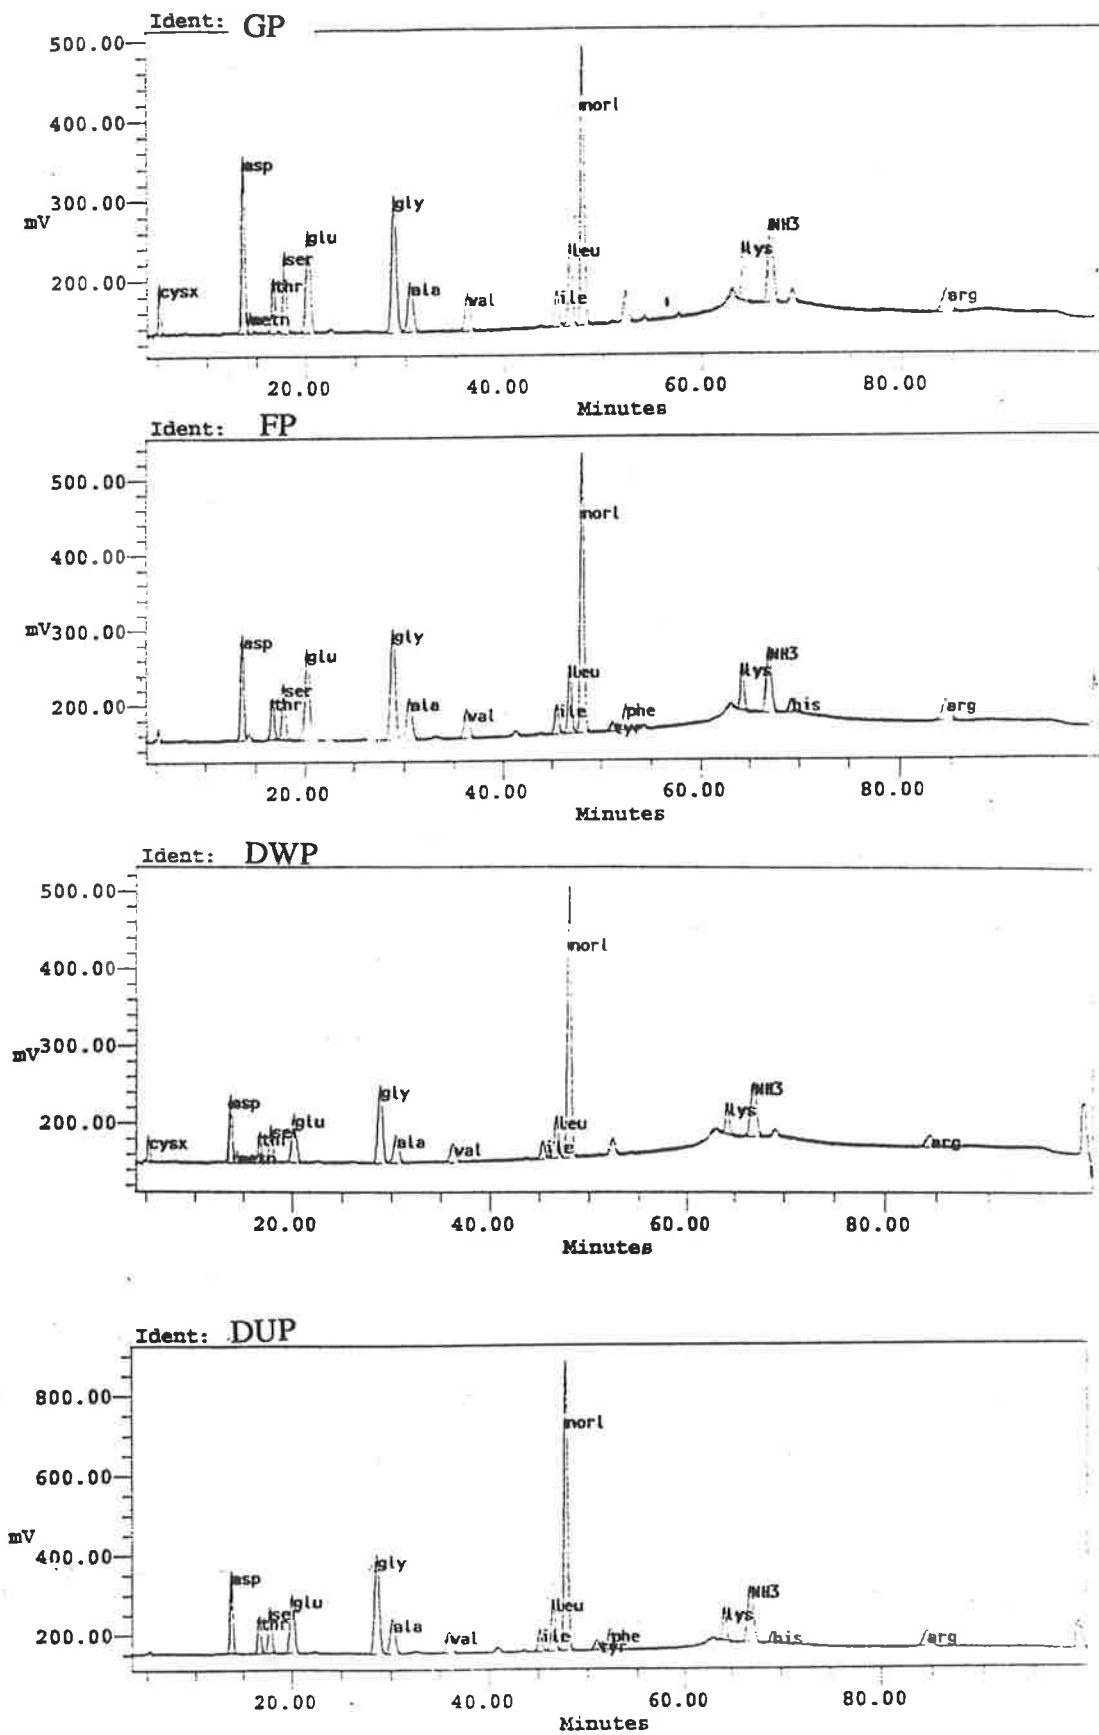 Ident: GP
500.00
norl
400.00
asp
300.00
mV
gly
glu
ser
leu
lys
NH3
200.00
cysx
thr
metn
ala
val
ile
arg
20.00 40.00 60.00 80.00
Minutes
Ident: FP
500.00
norl
400.00
mV
300.00
asp
glu
gly
leu
lys
NH3
ser
200.00
thr
ala
val
ile
phe
tyr
his
arg
20.00 40.00 60.00 80.00
Minutes
Ident: DWP
500.00
norl
400.00
mV
300.00
gly
NH3
asp
200.00
glu
leu
lys
ser
thr
cysx
metn
ala
val
ile
arg
20.00 40.00 60.00 80.00
Minutes
Ident: DUP
800.00
norl
600.00
mV
400.00
gly
asp
glu
leu
NH3
ser
lys
200.00
thr
ala
val
ile
phe
tyr
his
arg
20.00 40.00 60.00 80.00
Minutes